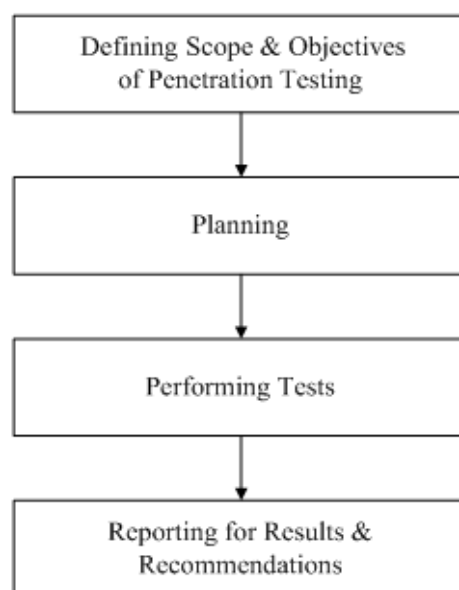 Defining Scope & Objectives
of Penetration Testing
Planning
Performing Tests
Reporting for Results &
Recommendations